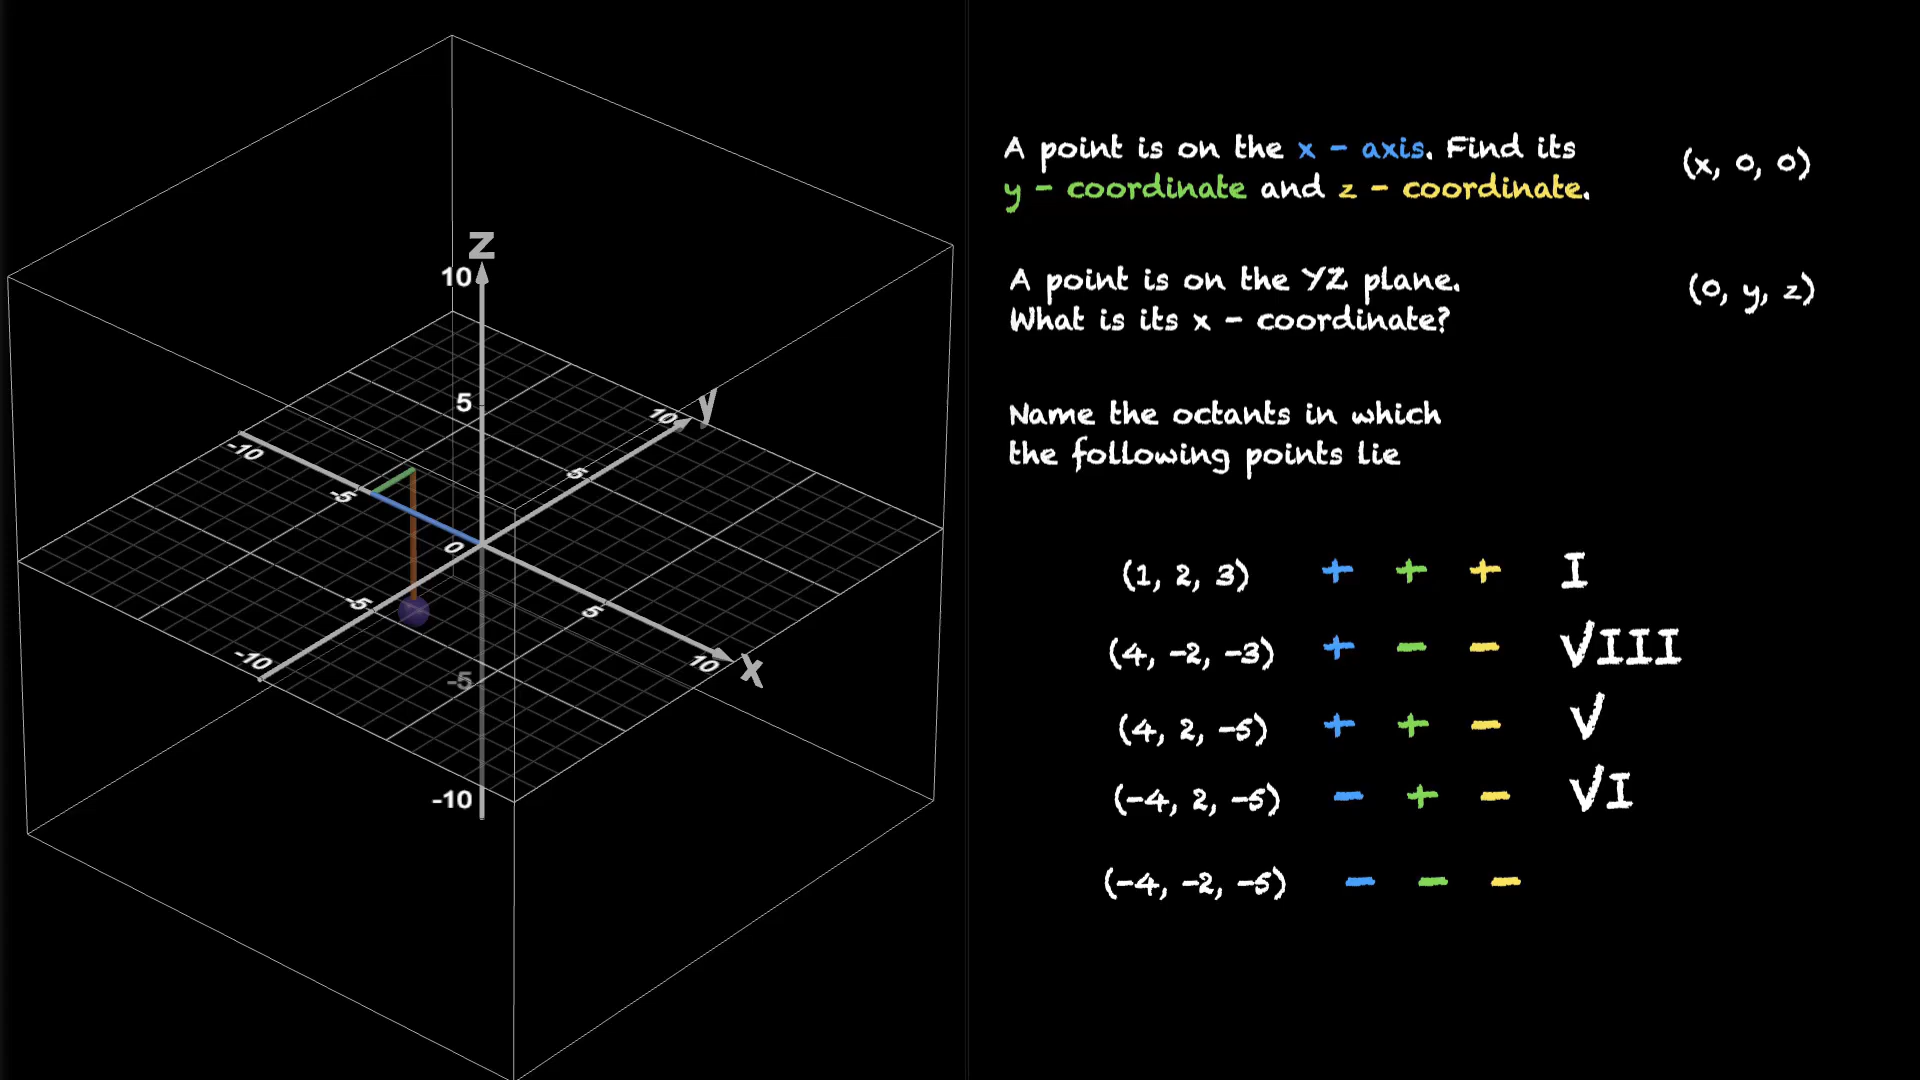 z
10
5
10
y
5
-10
-5
0
-5
5
-10
10
x
-5
-10
A point is on the x - axis. Find its
y - coordinate and z - coordinate.
(x, 0, 0)
A point is on the YZ plane.
What is its x - coordinate?
(0, y, z)
Name the octants in which
the following points lie
(1, 2, 3) + + + I
(4, -2, -3) + - - VIII
(4, 2, -5) + + - V
(-4, 2, -5) - + - VI
(-4, -2, -5) - - -